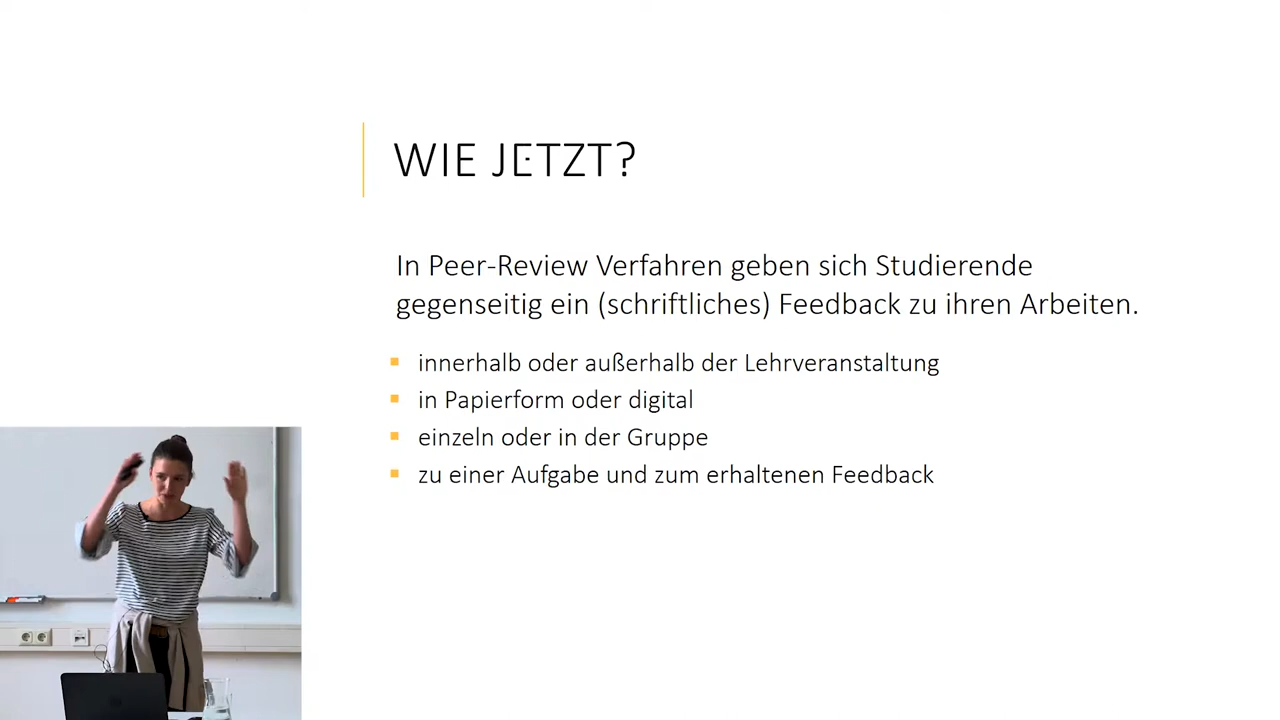 WIE JETZT?
In Peer-Review Verfahren geben sich Studierende
gegenseitig ein (schriftliches) Feedback zu ihren Arbeiten.
innerhalb oder außerhalb der Lehrveranstaltung
in Papierform oder digital
einzeln oder in der Gruppe
zu einer Aufgabe und zum erhaltenen Feedback